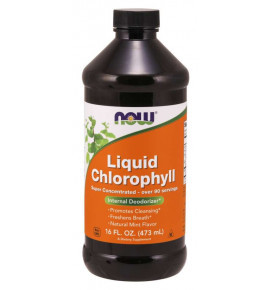 NOW
Liquid
Chlorophyll
Super Concentrated - over 90 servings
Internal Deodorizer*
• Promotes Cleansing*
• Freshens Breath*
• Natural Mint Flavor
16 FL. OZ. (473 mL)